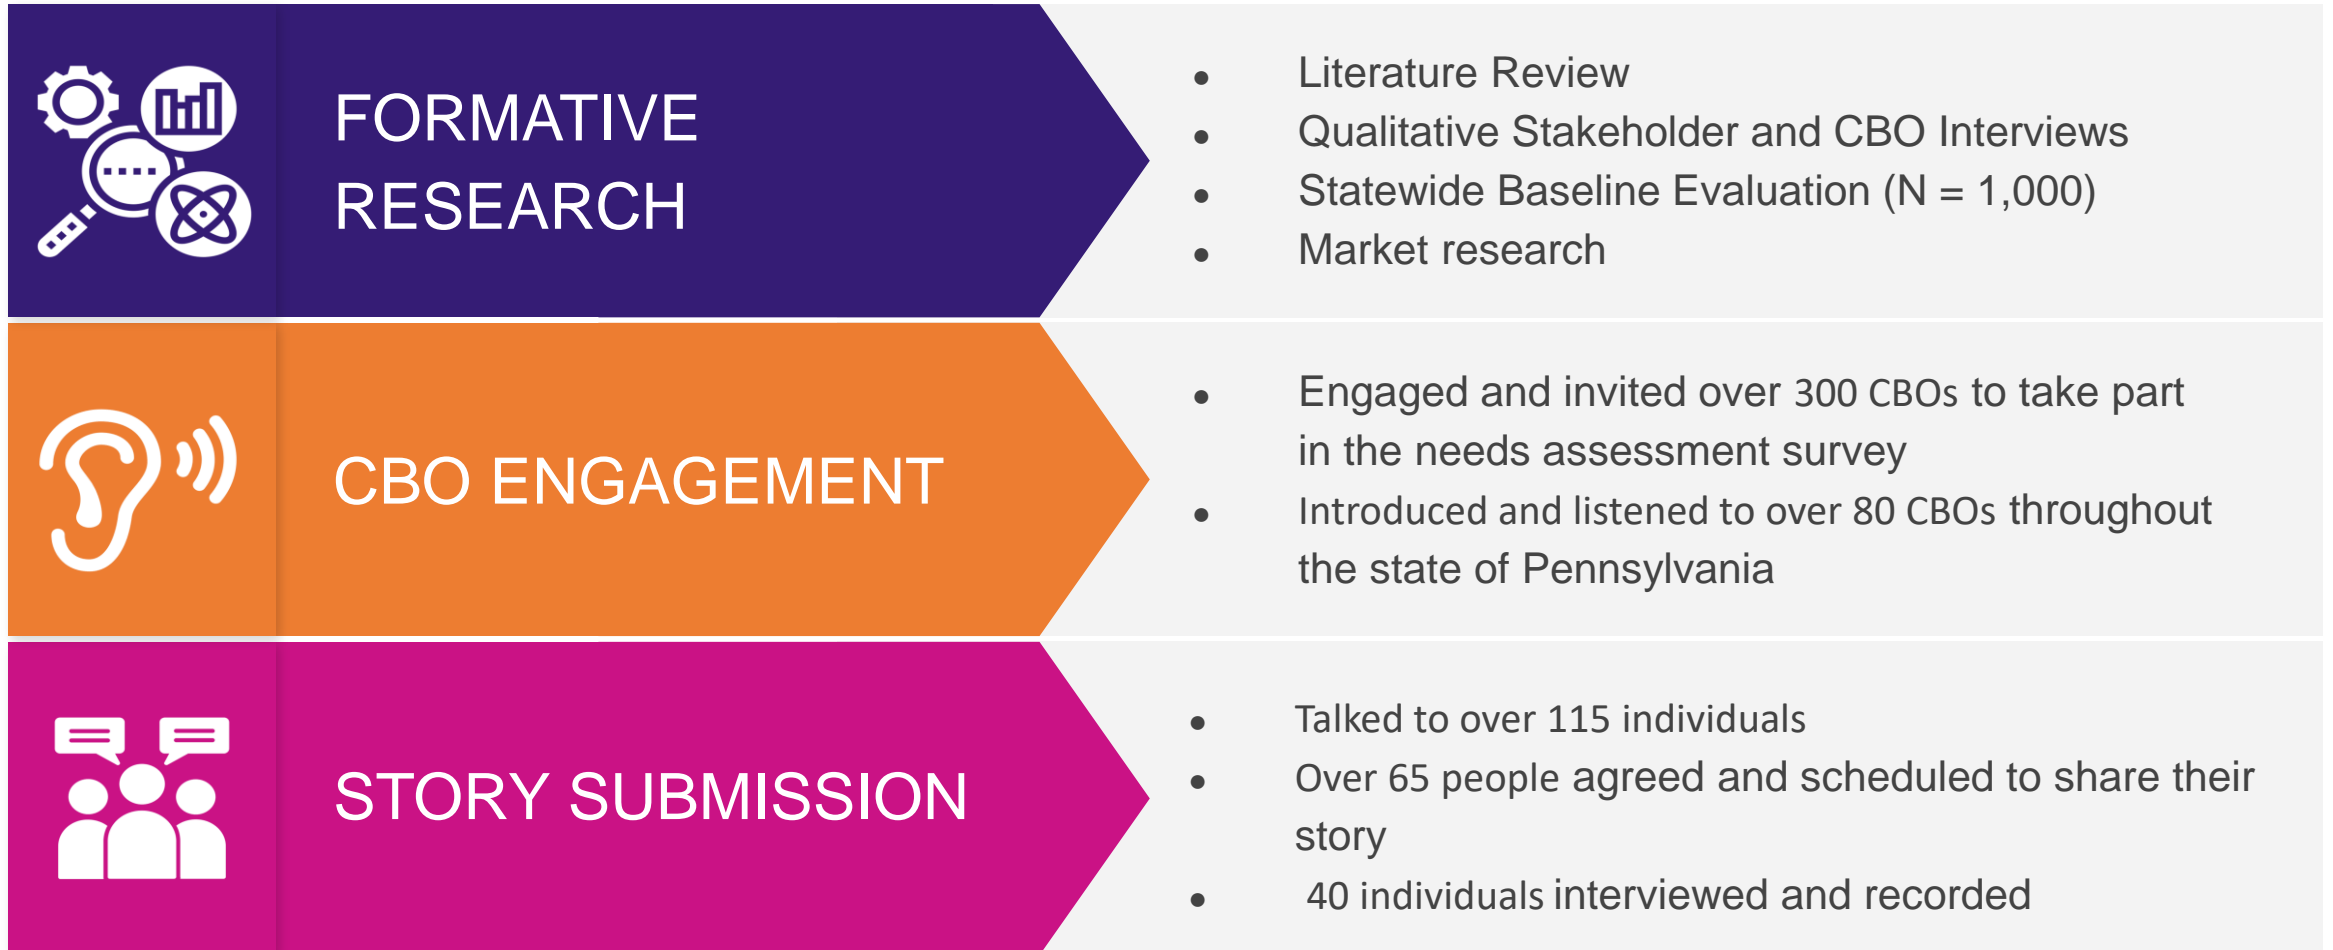 FORMATIVE
RESEARCH
● Literature Review
● Qualitative Stakeholder and CBO Interviews
● Statewide Baseline Evaluation (N = 1,000)
● Market research
CBO ENGAGEMENT
● Engaged and invited over 300 CBOs to take part
in the needs assessment survey
● Introduced and listened to over 80 CBOs throughout
the state of Pennsylvania
STORY SUBMISSION
● Talked to over 115 individuals
● Over 65 people agreed and scheduled to share their
story
● 40 individuals interviewed and recorded